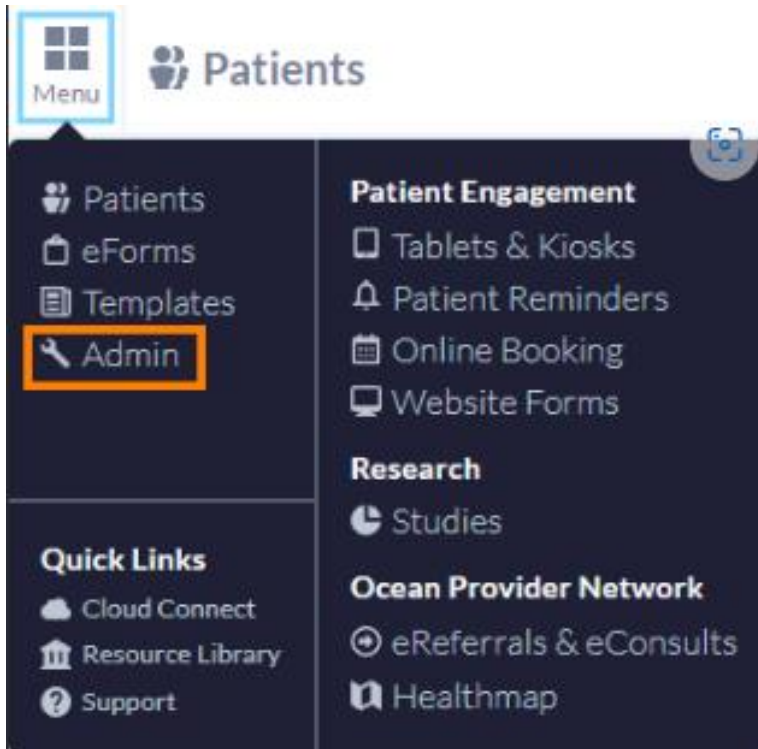 Menu
Patients
Patients
eForms
Templates
Admin
Quick Links
Cloud Connect
Resource Library
Support
Patient Engagement
Tablets & Kiosks
Patient Reminders
Online Booking
Website Forms
Research
Studies
Ocean Provider Network
eReferrals & eConsults
Healthmap